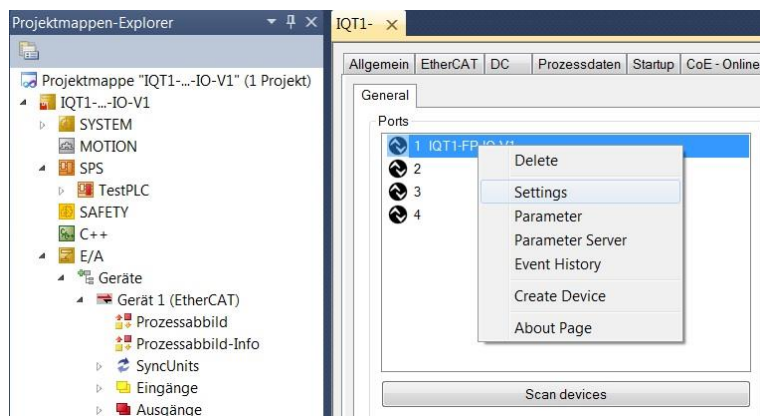 Projektmappen-Explorer
Projektmappe "IQT1-...-IO-V1" (1 Projekt)
IQT1-...-IO-V1
SYSTEM
MOTION
SPS
TestPLC
SAFETY
C++
E/A
Geräte
Gerät 1 (EtherCAT)
Prozessabbild
Prozessabbild-Info
SyncUnits
Eingänge
Ausgänge
IQT1-
Allgemein EtherCAT DC Prozessdaten Startup CoE - Online
General
Ports
1 IQT1-FP-IO-V1
2
3
4
Delete
Settings
Parameter
Parameter Server
Event History
Create Device
About Page
Scan devices